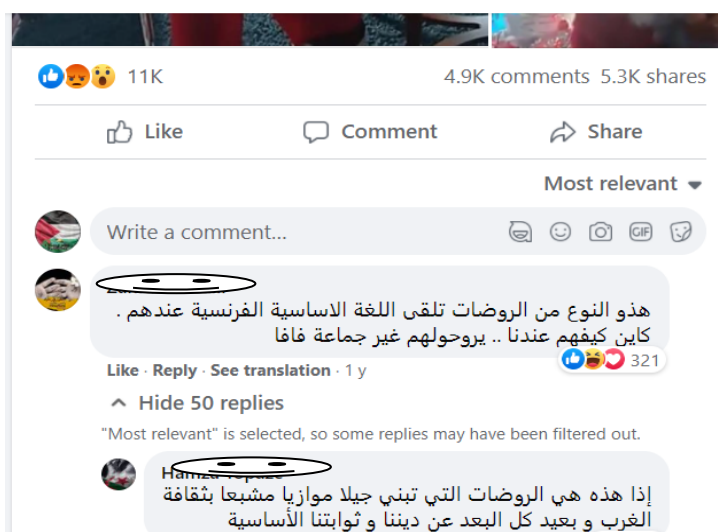 11K
4.9K comments 5.3K shares
Like Comment Share
Most relevant
Write a comment...
GIF
هذو النوع من الروضات تلقى اللغة الاساسية الفرنسية عندهم .
كاين كيفهم عندنا .. يروحولهم غير جماعة فافا
321
Like · Reply · See translation · 1 y
Hide 50 replies
"Most relevant" is selected, so some replies may have been filtered out.
إذا هذه هي الروضات التي تبني جيلا موازيا مشبعا بثقافة
الغرب و بعيد كل البعد عن ديننا و ثوابتنا الأساسية